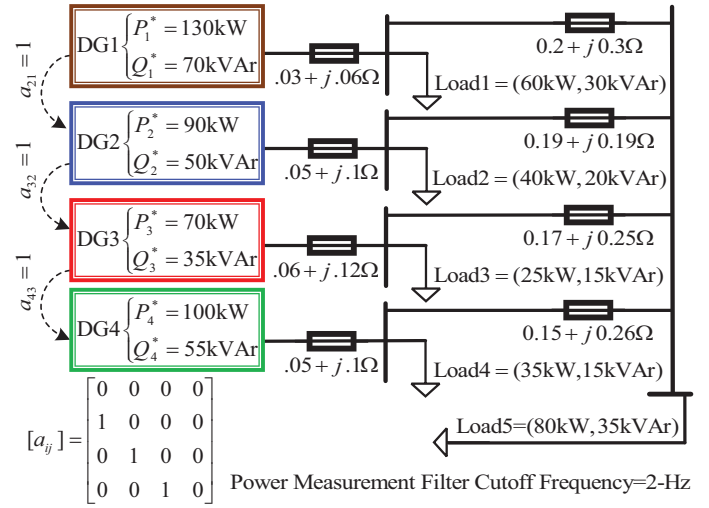 a₂₁ = 1
DG1 { P₁* = 130kW
Q₁* = 70kVAr
.03 + j.06Ω
0.2 + j0.3Ω
Load1 = (60kW, 30kVAr)
DG2 { P₂* = 90kW
Q₂* = 50kVAr
.05 + j.1Ω
0.19 + j0.19Ω
Load2 = (40kW, 20kVAr)
a₃₂ = 1
DG3 { P₃* = 70kW
Q₃* = 35kVAr
.06 + j.12Ω
0.17 + j0.25Ω
Load3 = (25kW, 15kVAr)
a₄₃ = 1
DG4 { P₄* = 100kW
Q₄* = 55kVAr
.05 + j.1Ω
0.15 + j0.26Ω
Load4 = (35kW, 15kVAr)
Load5=(80kW, 35kVAr)
[aᵢⱼ] =
0 0 0 0
1 0 0 0
0 1 0 0
0 0 1 0
Power Measurement Filter Cutoff Frequency=2-Hz